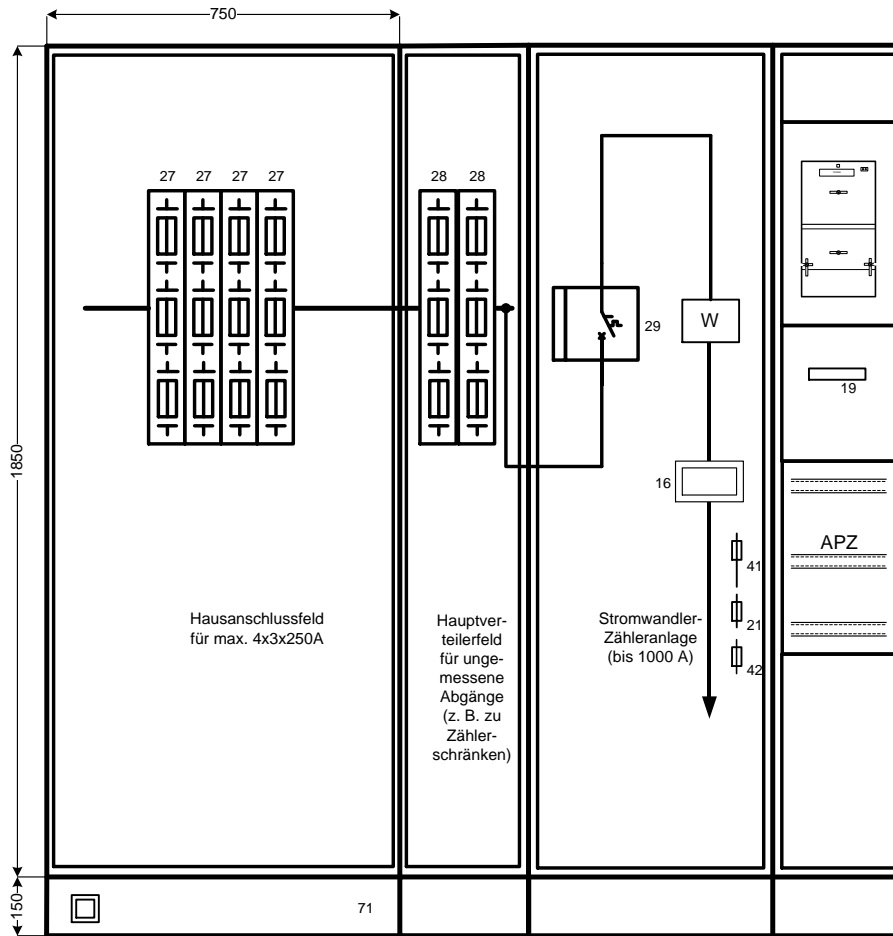 750
27 27 27 27
28 28
29
W
19
1850
16
APZ
41
21
42
Hausanschlussfeld
für max. 4x3x250A
Hauptver-
teilerfeld
für unge-
messene
Abgänge
(z. B. zu
Zähler-
schränken)
Stromwandler-
Zähleranlage
(bis 1000 A)
150
71